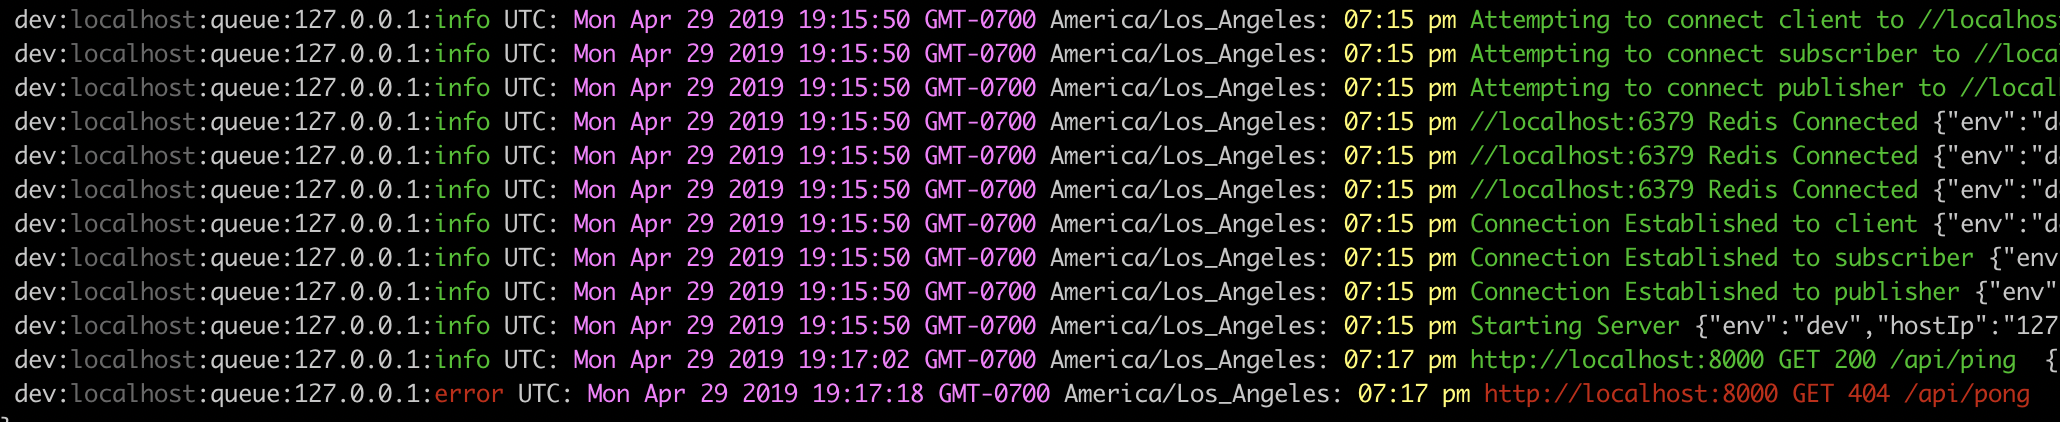 dev:localhost:queue:127.0.0.1:info UTC: Mon Apr 29 2019 19:15:50 GMT-0700 America/Los_Angeles: 07:15 pm Attempting to connect client to //localhos
dev:localhost:queue:127.0.0.1:info UTC: Mon Apr 29 2019 19:15:50 GMT-0700 America/Los_Angeles: 07:15 pm Attempting to connect subscriber to //loca
dev:localhost:queue:127.0.0.1:info UTC: Mon Apr 29 2019 19:15:50 GMT-0700 America/Los_Angeles: 07:15 pm Attempting to connect publisher to //local
dev:localhost:queue:127.0.0.1:info UTC: Mon Apr 29 2019 19:15:50 GMT-0700 America/Los_Angeles: 07:15 pm //localhost:6379 Redis Connected {"env":"d
dev:localhost:queue:127.0.0.1:info UTC: Mon Apr 29 2019 19:15:50 GMT-0700 America/Los_Angeles: 07:15 pm //localhost:6379 Redis Connected {"env":"d
dev:localhost:queue:127.0.0.1:info UTC: Mon Apr 29 2019 19:15:50 GMT-0700 America/Los_Angeles: 07:15 pm //localhost:6379 Redis Connected {"env":"d
dev:localhost:queue:127.0.0.1:info UTC: Mon Apr 29 2019 19:15:50 GMT-0700 America/Los_Angeles: 07:15 pm Connection Established to client {"env":"d
dev:localhost:queue:127.0.0.1:info UTC: Mon Apr 29 2019 19:15:50 GMT-0700 America/Los_Angeles: 07:15 pm Connection Established to subscriber {"env
dev:localhost:queue:127.0.0.1:info UTC: Mon Apr 29 2019 19:15:50 GMT-0700 America/Los_Angeles: 07:15 pm Connection Established to publisher {"env"
dev:localhost:queue:127.0.0.1:info UTC: Mon Apr 29 2019 19:15:50 GMT-0700 America/Los_Angeles: 07:15 pm Starting Server {"env":"dev","hostIp":"127
dev:localhost:queue:127.0.0.1:info UTC: Mon Apr 29 2019 19:17:02 GMT-0700 America/Los_Angeles: 07:17 pm http://localhost:8000 GET 200 /api/ping {
dev:localhost:queue:127.0.0.1:error UTC: Mon Apr 29 2019 19:17:18 GMT-0700 America/Los_Angeles: 07:17 pm http://localhost:8000 GET 404 /api/pong